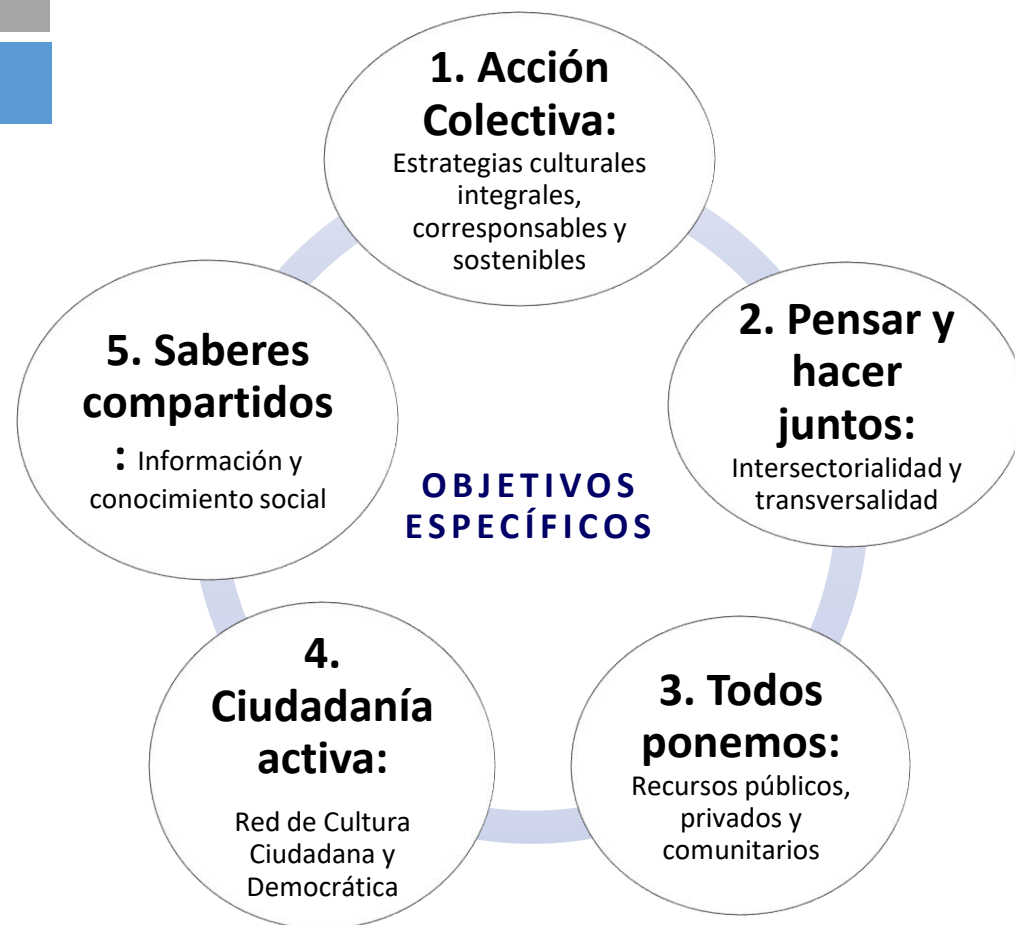 1. Acción
Colectiva:
Estrategias culturales
integrales,
corresponsables y
sostenibles
2. Pensar y
hacer
juntos:
Intersectorialidad y
transversalidad
3. Todos
ponemos:
Recursos públicos,
privados y
comunitarios
4.
Ciudadanía
activa:
Red de Cultura
Ciudadana y
Democrática
5. Saberes
compartidos
: Información y
conocimiento social
OBJETIVOS
ESPECÍFICOS